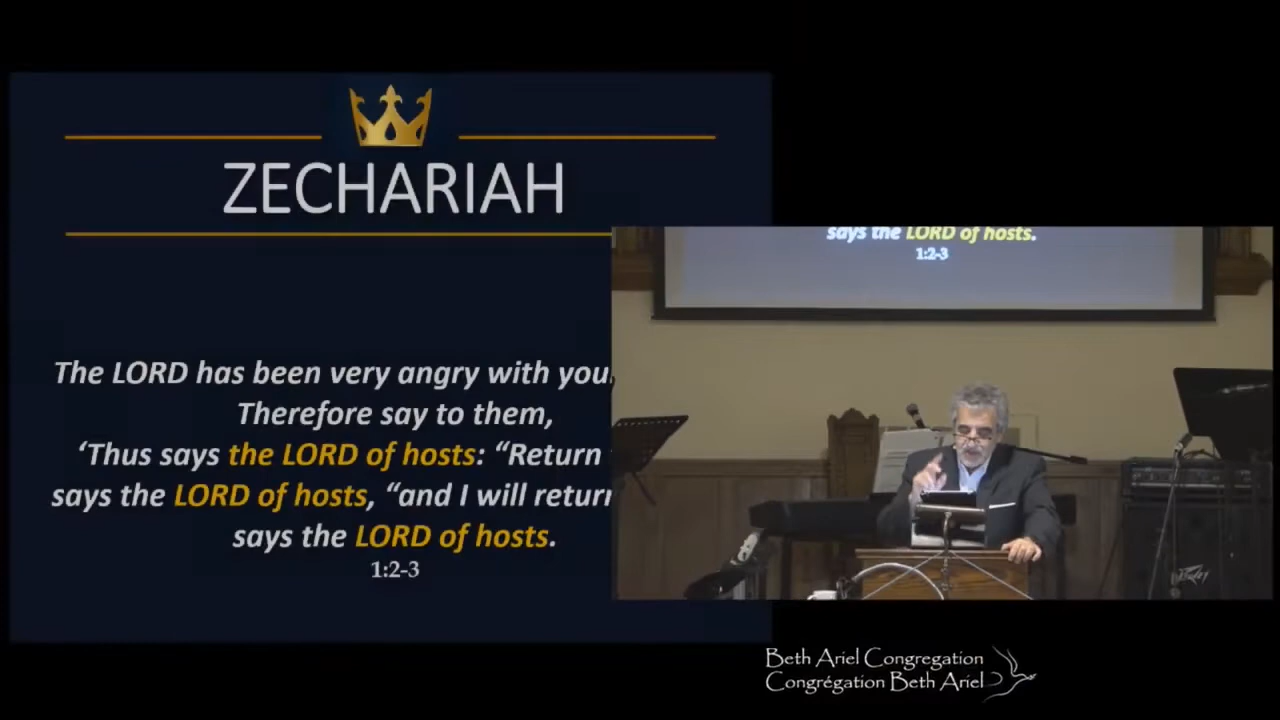 ZECHARIAH
The LORD has been very angry with you
Therefore say to them,
‘Thus says the LORD of hosts: “Return
says the LORD of hosts, “and I will return
says the LORD of hosts.
1:2-3
says the LORD of hosts.
1:2-3
Peavey
Beth Ariel Congregation
Congrégation Beth Ariel